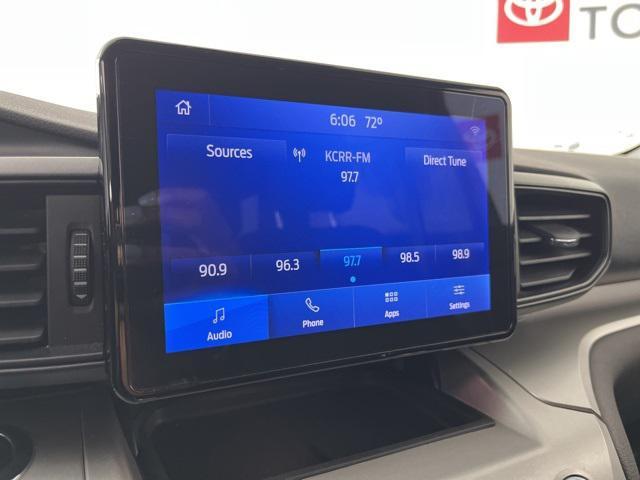 TO
6:06 72°
Sources
KCRR-FM
Direct Tune
97.7
90.9 96.3 97.7 98.5 98.9
Audio Phone Apps Settings